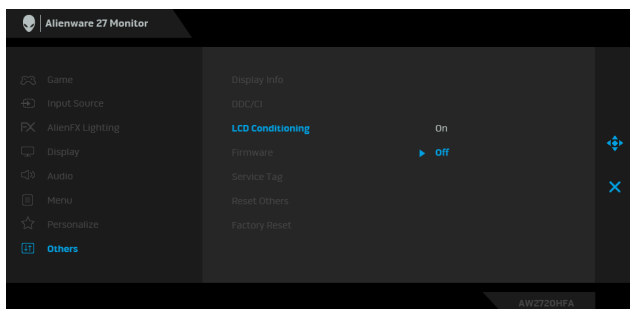 Alienware 27 Monitor
Game
Input Source
AlienFX Lighting
Display
Audio
Menu
Personalize
Others
Display Info
DDC/CI
LCD Conditioning On
Firmware Off
Service Tag
Reset Others
Factory Reset
AW2720HFA